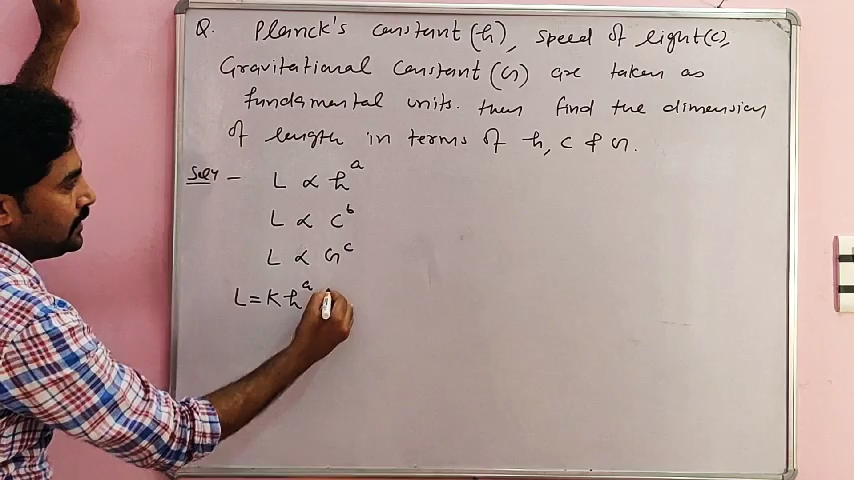 Q. Planck's constant (h), speed of light (c),
Gravitational constant (G) are taken as
fundamental units. then find the dimension
of length in terms of h, c & G.
Solⁿ - L ∝ h^a
L ∝ c^b
L ∝ G^c
L = K h^a